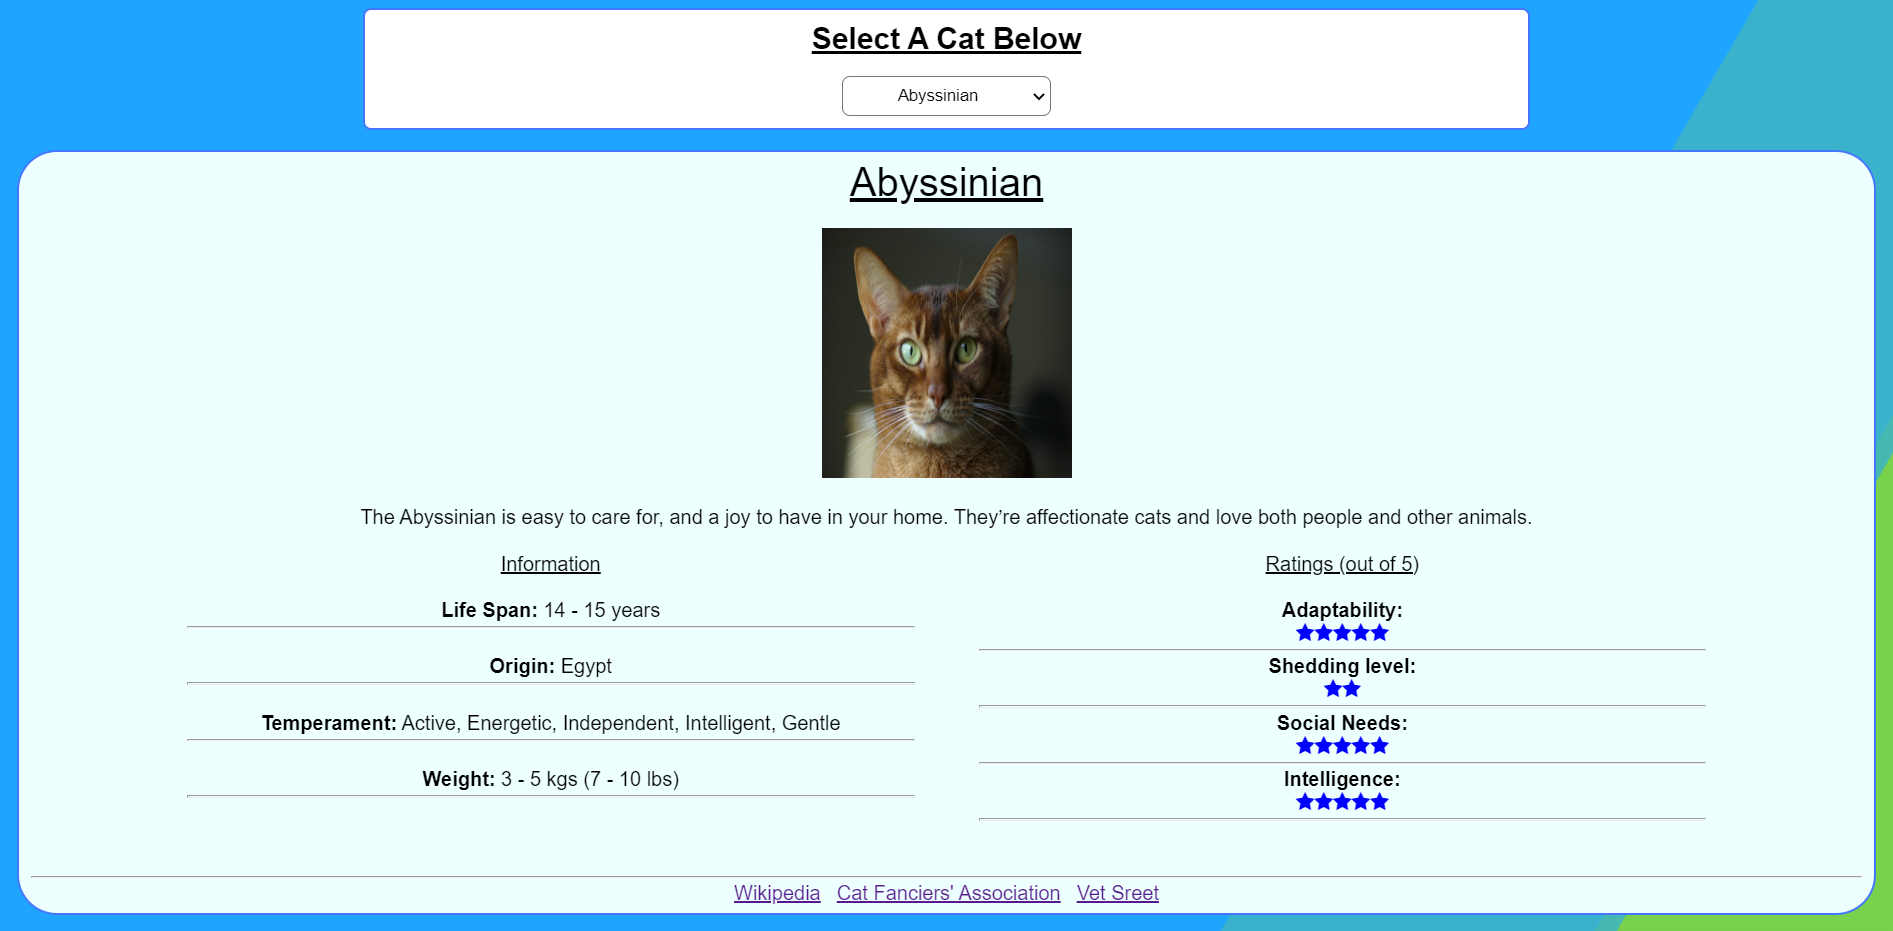 Select A Cat Below
Abyssinian
Abyssinian
The Abyssinian is easy to care for, and a joy to have in your home. They’re affectionate cats and love both people and other animals.
Information
Life Span: 14 - 15 years
Origin: Egypt
Temperament: Active, Energetic, Independent, Intelligent, Gentle
Weight: 3 - 5 kgs (7 - 10 lbs)
Ratings (out of 5)
Adaptability:
★★★★★
Shedding level:
★★
Social Needs:
★★★★★
Intelligence:
★★★★★
Wikipedia Cat Fanciers' Association Vet Sreet